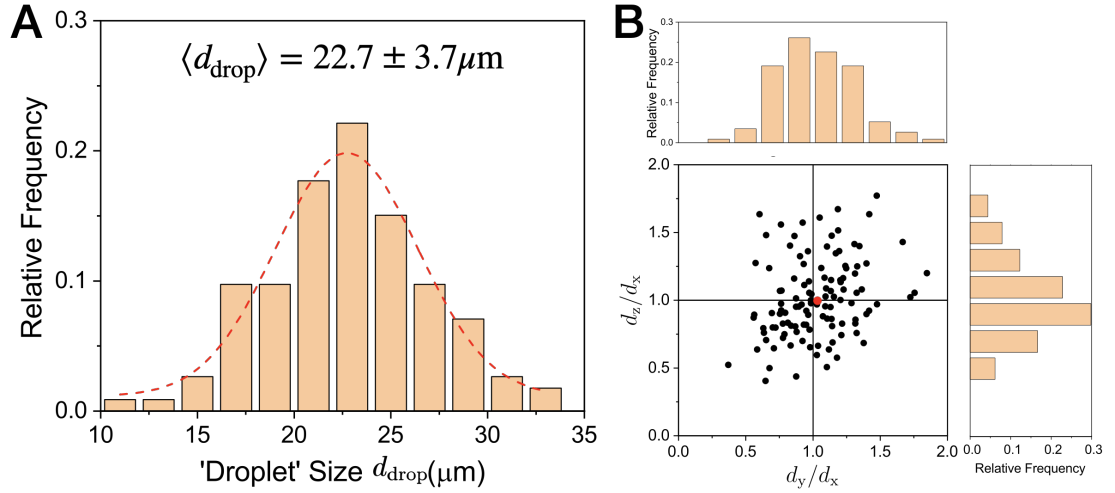 A
0.3
0.2
0.1
0.0
Relative Frequency
⟨d_drop⟩ = 22.7 ± 3.7μm
10 15 20 25 30 35
'Droplet' Size d_drop(μm)
B
0.3
0.2
0.1
0.0
Relative Frequency
2.0
1.5
1.0
0.5
0.0
d_z/d_x
0.0 0.5 1.0 1.5 2.0
d_y/d_x
0.0 0.1 0.2 0.3
Relative Frequency